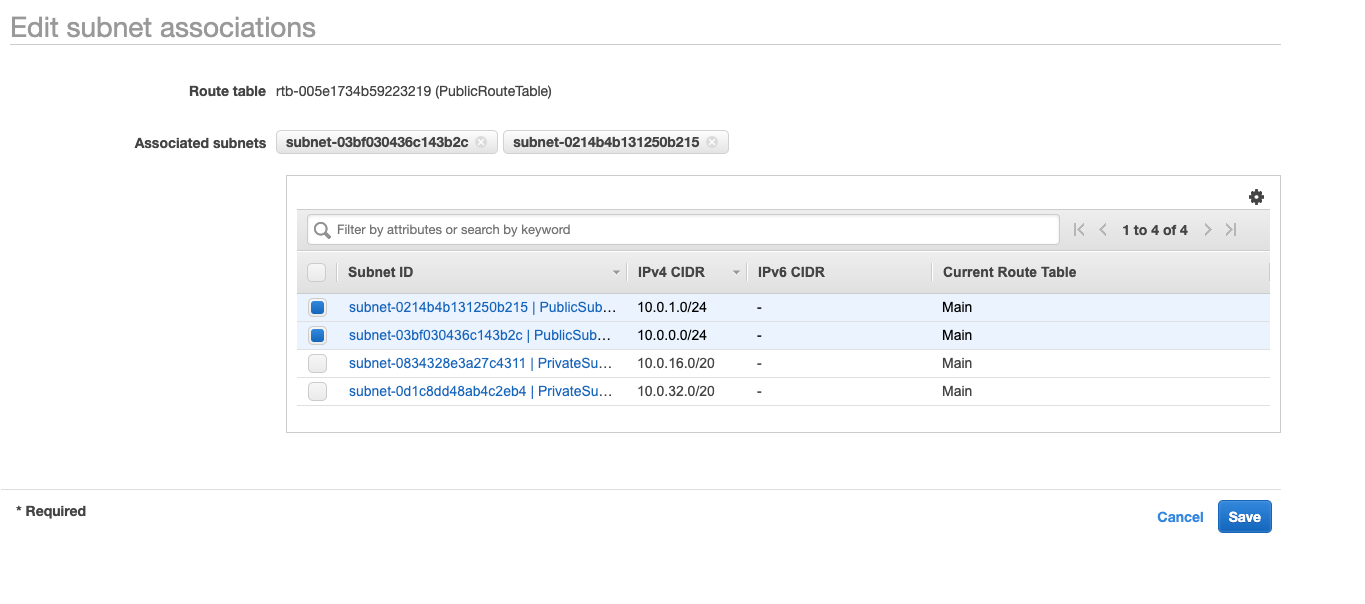 Edit subnet associations
Route table rtb-005e1734b59223219 (PublicRouteTable)
Associated subnets subnet-03bf030436c143b2c subnet-0214b4b131250b215
Filter by attributes or search by keyword 1 to 4 of 4
Subnet ID IPv4 CIDR IPv6 CIDR Current Route Table
subnet-0214b4b131250b215 | PublicSub... 10.0.1.0/24 - Main
subnet-03bf030436c143b2c | PublicSub... 10.0.0.0/24 - Main
subnet-0834328e3a27c4311 | PrivateSu... 10.0.16.0/20 - Main
subnet-0d1c8dd48ab4c2eb4 | PrivateSu... 10.0.32.0/20 - Main
* Required
Cancel Save